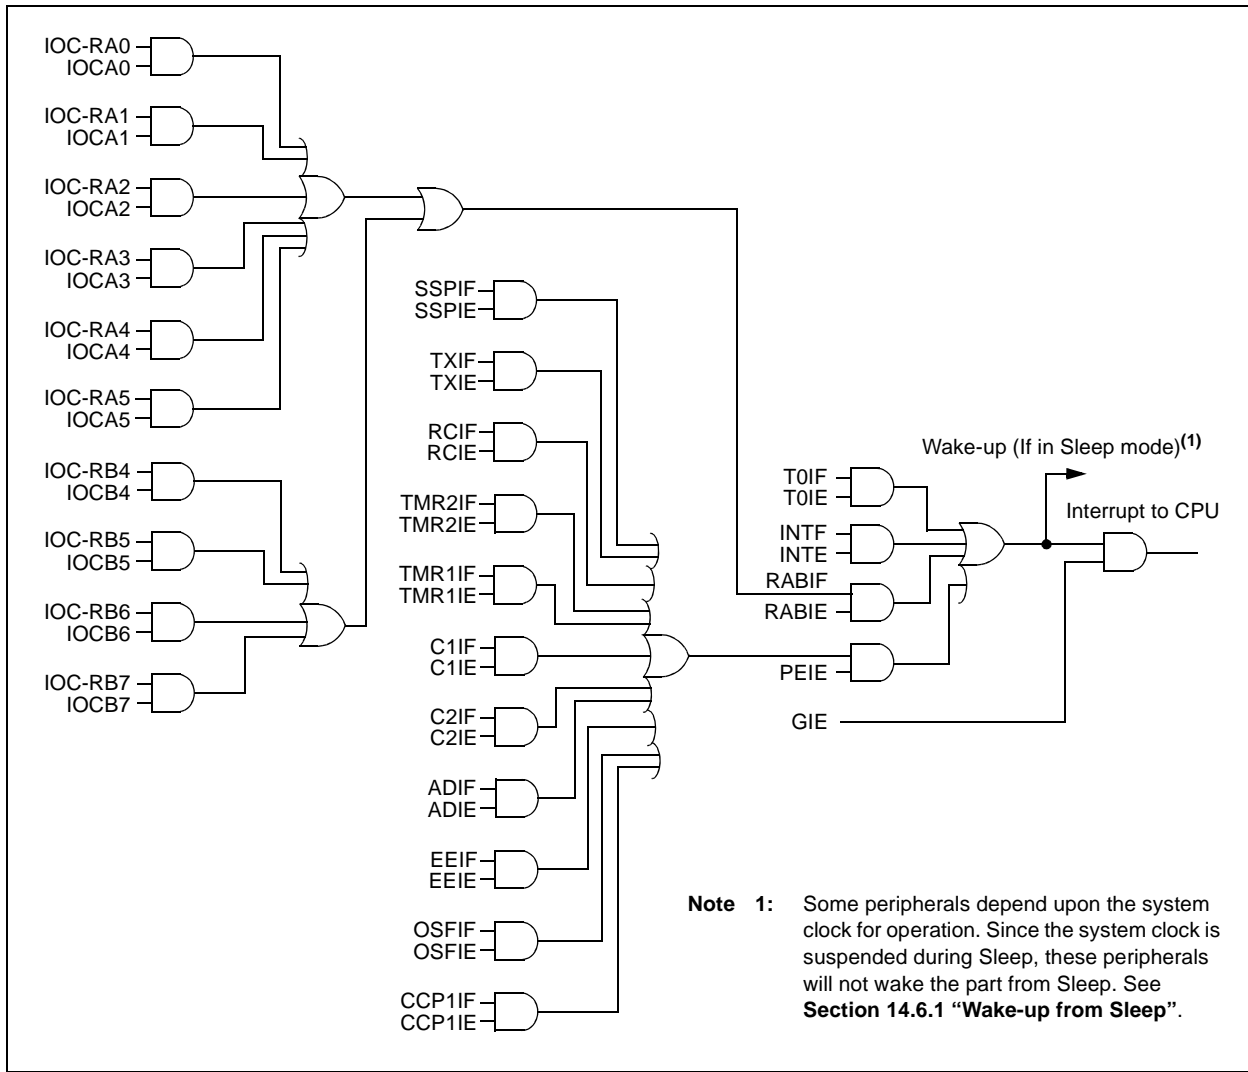 IOC-RA0
IOCA0
IOC-RA1
IOCA1
IOC-RA2
IOCA2
IOC-RA3
IOCA3
IOC-RA4
IOCA4
IOC-RA5
IOCA5
IOC-RB4
IOCB4
IOC-RB5
IOCB5
IOC-RB6
IOCB6
IOC-RB7
IOCB7
SSPIF
SSPIE
TXIF
TXIE
RCIF
RCIE
TMR2IF
TMR2IE
TMR1IF
TMR1IE
C1IF
C1IE
C2IF
C2IE
ADIF
ADIE
EEIF
EEIE
OSFIF
OSFIE
CCP1IF
CCP1IE
Wake-up (If in Sleep mode)(1)
T0IF
T0IE
Interrupt to CPU
INTF
INTE
RABIF
RABIE
PEIE
GIE
Note 1: Some peripherals depend upon the system
clock for operation. Since the system clock is
suspended during Sleep, these peripherals
will not wake the part from Sleep. See
Section 14.6.1 “Wake-up from Sleep”.